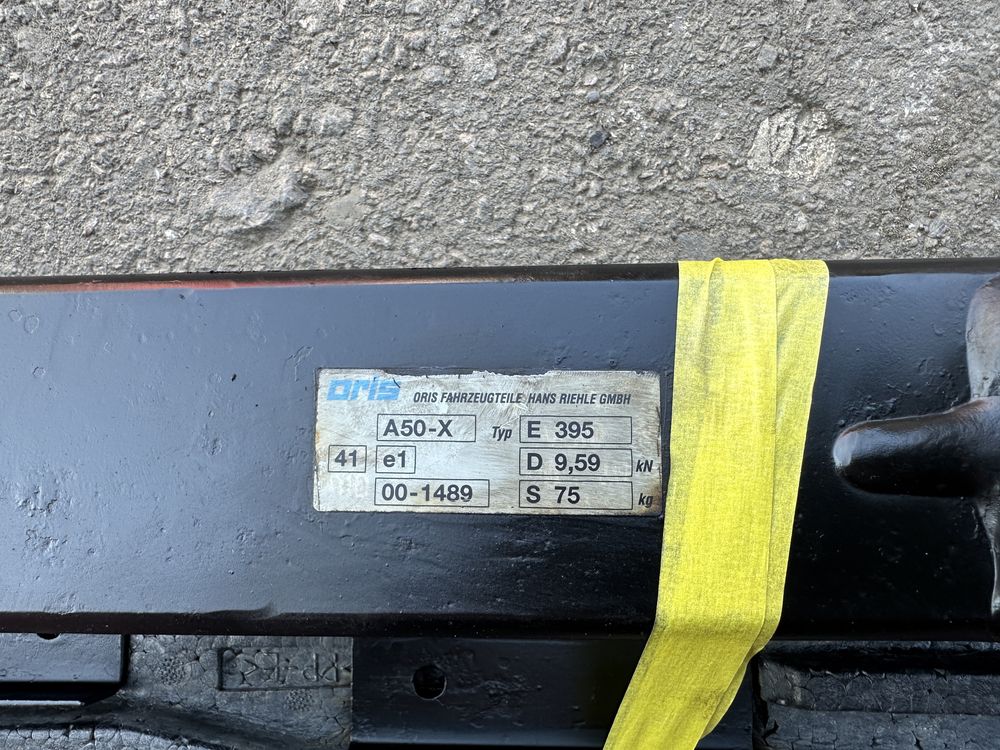 oris ORIS FAHRZEUGTEILE HANS RIEHLE GMBH
A50-X Typ E 395
41 e1 D 9,59 kN
00-1489 S 75 kg